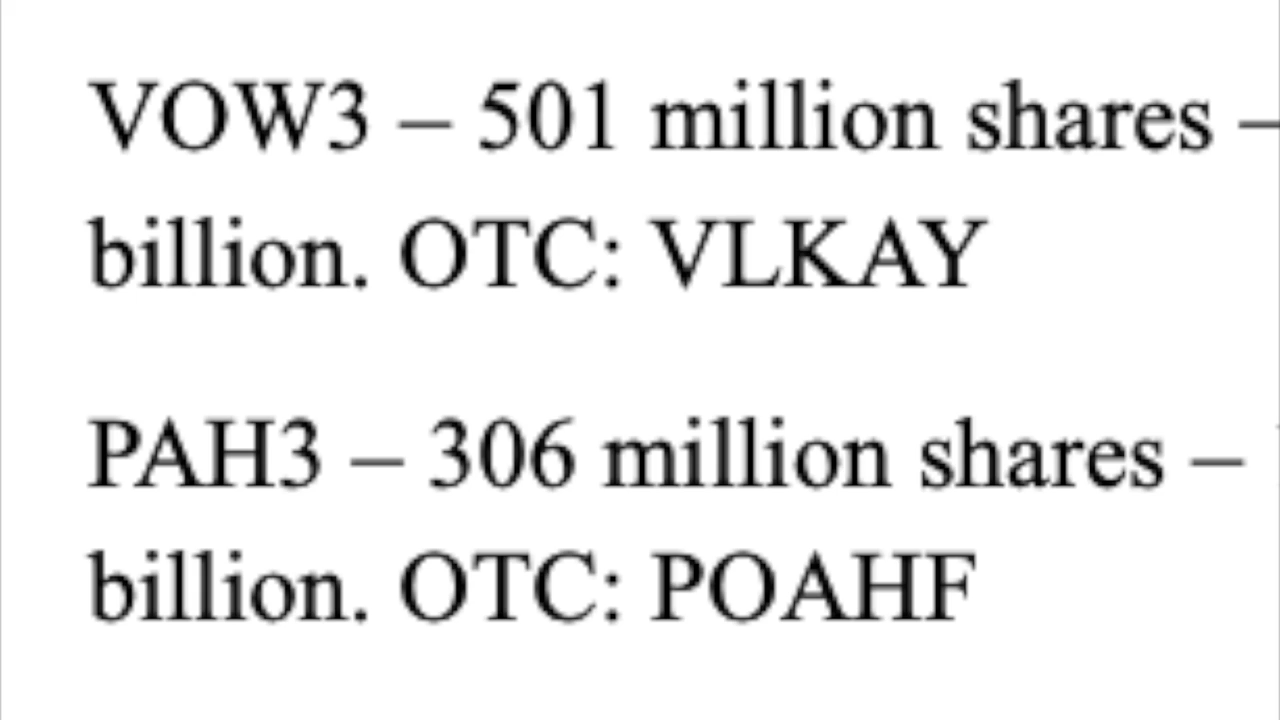 VOW3 – 501 million shares –
billion. OTC: VLKAY
PAH3 – 306 million shares –
billion. OTC: POAHF